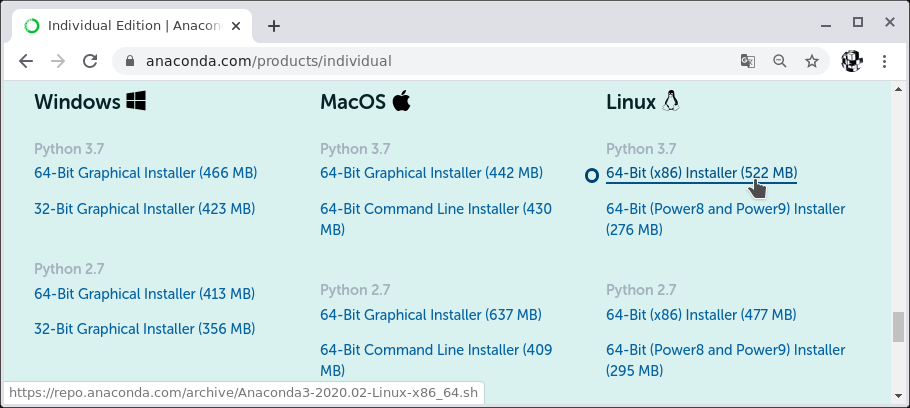 Individual Edition | Anacon
anaconda.com/products/individual
Windows
Python 3.7
64-Bit Graphical Installer (466 MB)
32-Bit Graphical Installer (423 MB)
Python 2.7
64-Bit Graphical Installer (413 MB)
32-Bit Graphical Installer (356 MB)
MacOS
Python 3.7
64-Bit Graphical Installer (442 MB)
64-Bit Command Line Installer (430
MB)
Python 2.7
64-Bit Graphical Installer (637 MB)
64-Bit Command Line Installer (409
MB)
Linux
Python 3.7
64-Bit (x86) Installer (522 MB)
64-Bit (Power8 and Power9) Installer
(276 MB)
Python 2.7
64-Bit (x86) Installer (477 MB)
64-Bit (Power8 and Power9) Installer
(295 MB)
https://repo.anaconda.com/archive/Anaconda3-2020.02-Linux-x86_64.sh